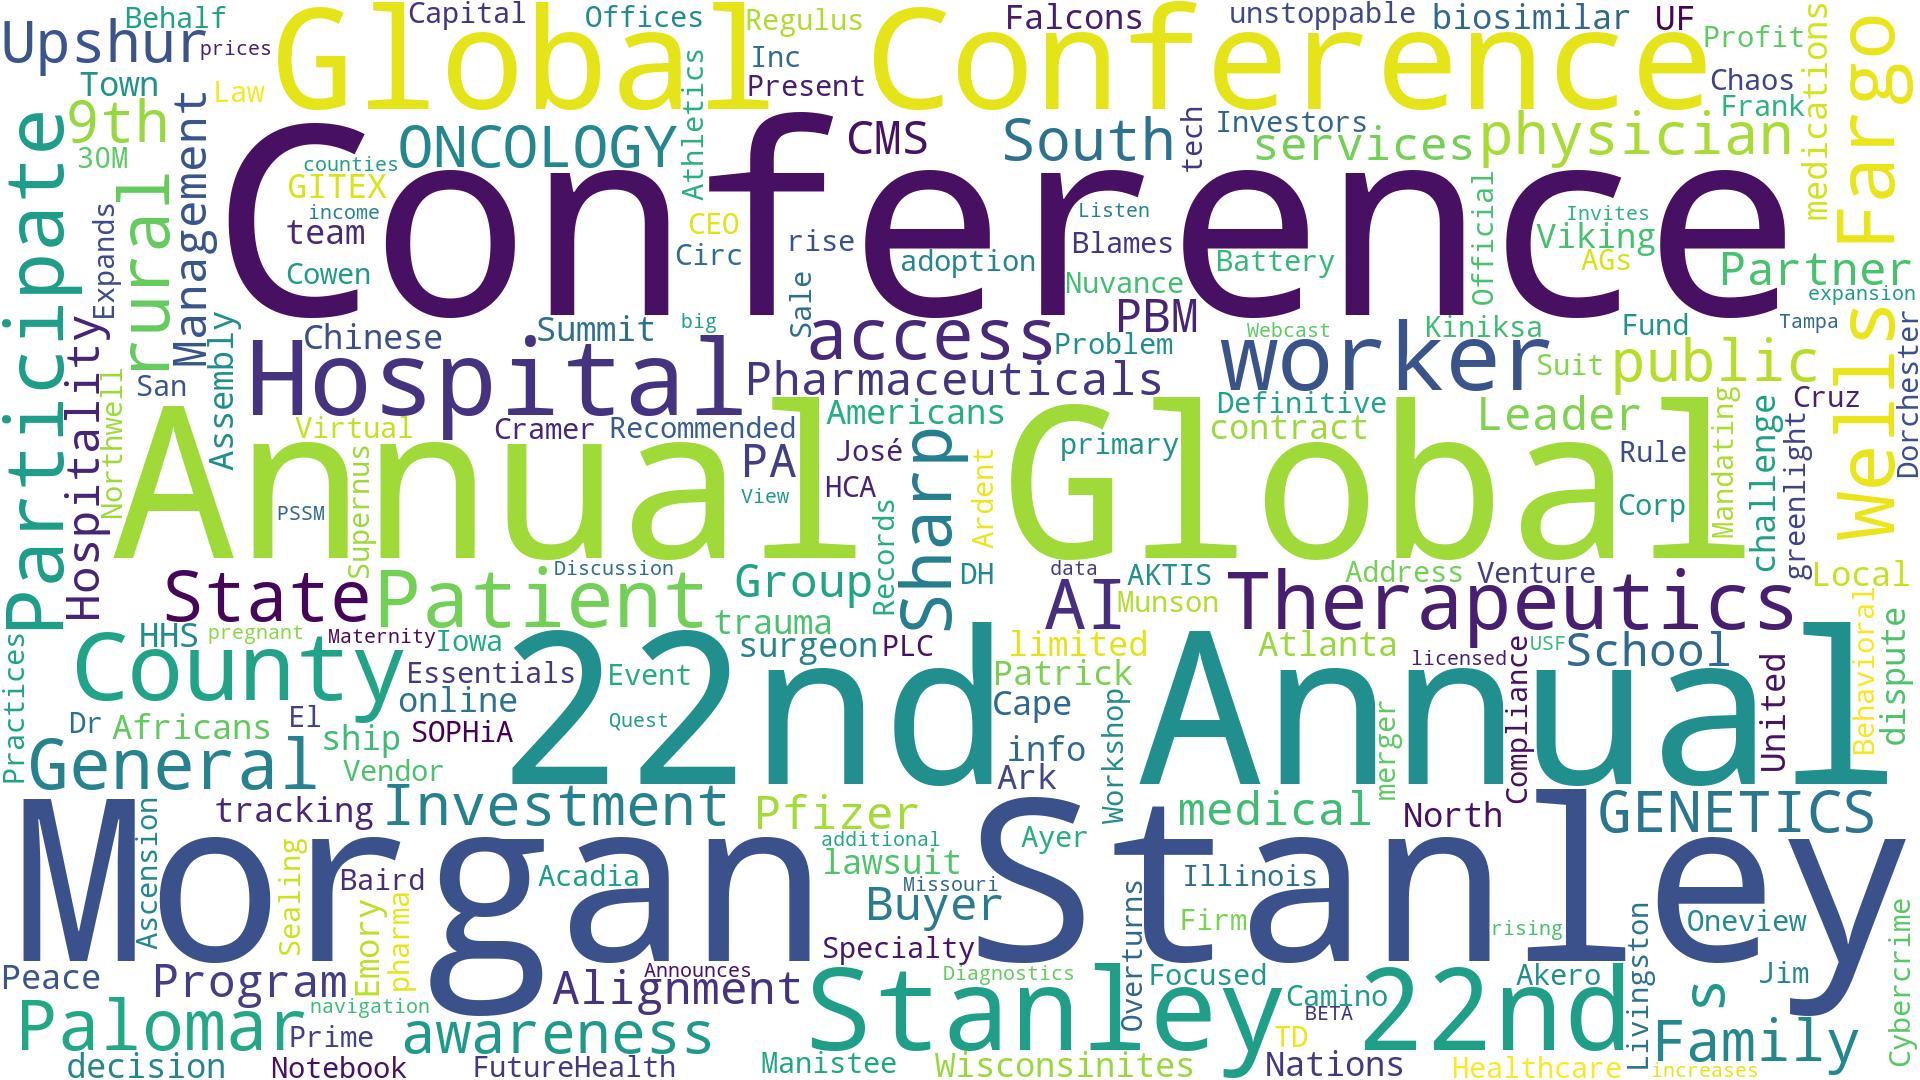 Behalf
Capital
Offices
Regulus
Falcons
unstoppable
biosimilar
UF
Upshur
prices
Global Conference
Inc
Profit
medications
Wells Fargo
Town
Law
Present
Chaos
Athletics
Frank
Participate
9th
30M
rural
Management
ONCOLOGY
CMS
South
tech
Investors
services
physician
counties
GITEX
income
team
Cowen
Conference
CEO
Circ
rise
adoption
Listen
Blames
Nuvance
Battery
Official
Invites
Viking
AGs
Partner
expansion
Expands
Hospitality
Assembly
Chinese
Summit
big
Sale
access
PBM
Problem
Webcast
worker
Kiniksa
Fund
Tampa
Dorchester
San
Northwell
Hospital
Pharmaceuticals
Suit
public
Virtual
Cramer
Recommended
Americans
Definitive
contract
Leader
Mandating
Cruz
challenge
greenlight
Annual Global
Supernus
PSSM
PA
View
José
HCA
Records
Sharp
Ardent
primary
Rule
Corp
State
Patient
Discussion
Group
DH
data
AI
AKTIS
Munson
Address
Venture
Therapeutics
Local
Behavioral
dispute
Practices
HHS
pregnant
Maternity
Iowa
trauma
surgeon
PLC
limited
Atlanta
licensed
USF
School
Compliance
United
County
Essentials
online
Event
Quest
Patrick
Cape
Workshop
22nd Annual
Dr
Africans
El
ship
SOPHiA
info
Ark
merger
General
Vendor
tracking
Investment
Pfizer
medical
North
GENETICS
Ascension
additional
lawsuit
Ayer
Morgan Stanley
Sealing
Baird
Emory
pharma
Acadia
Missouri
Buyer
Overturns
Illinois
Firm
rising
Livingston
Oneview
Cybercrime
Specialty
Peace
Program
Alignment
Announces
Diagnostics
Focused
Akero
Jim
s
Palomar
navigation
Prime
awareness
Stanley 22nd
Camino
BETA
TD
Family
decision
Notebook
FutureHealth
Manistee
Wisconsinites
Nations
Healthcare
increases